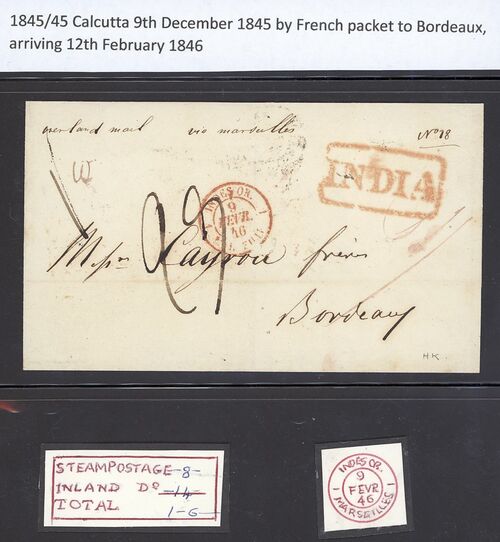 1845/45 Calcutta 9th December 1845 by French packet to Bordeaux,
arriving 12th February 1846
overland mail via marseilles
No 18
INDIA
W
INDES OR.
9
FEVR.
46
Messrs Cayrou frères
Bordeaux
HK.
STEAMPOSTAGE -8-
INLAND Do -14-
TOTAL 1-6-
INDES OR.
9
FEVR
46
MARSEILLES